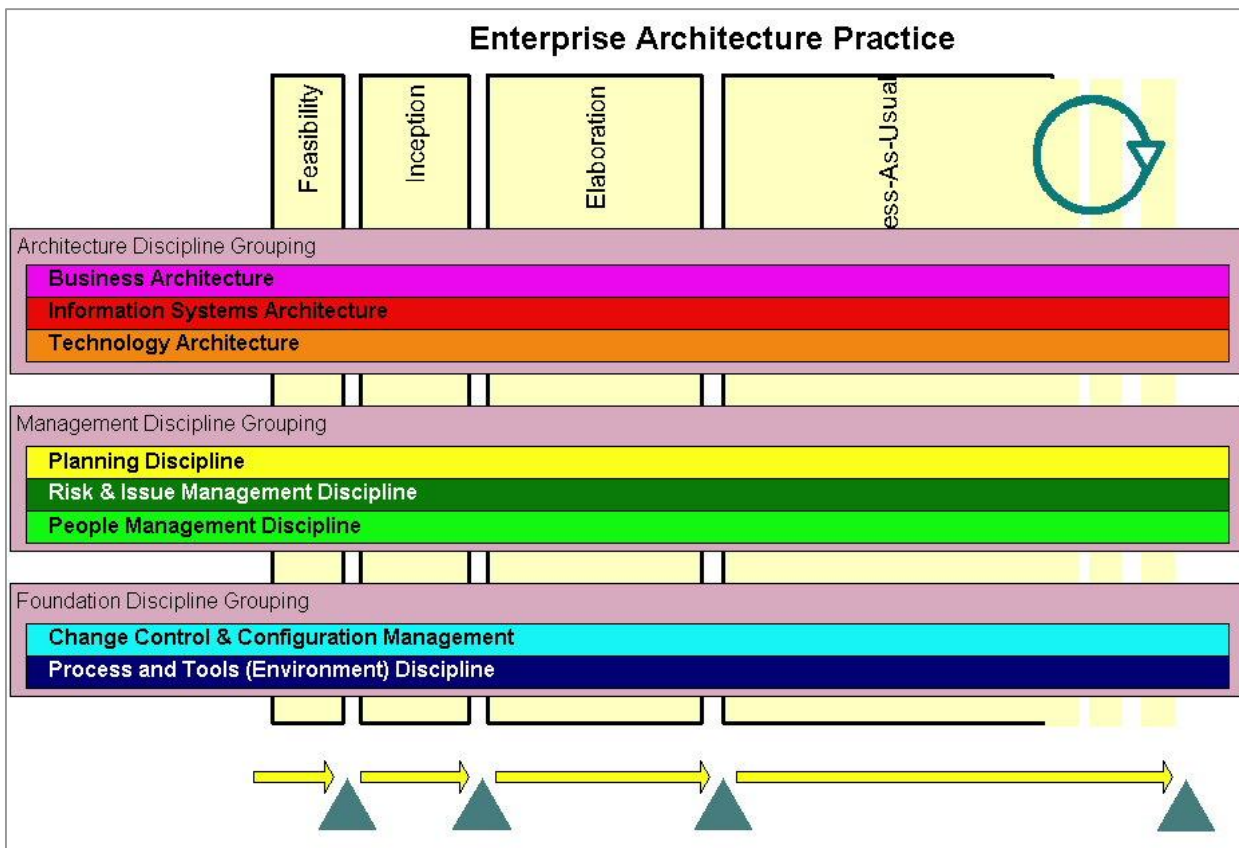 Enterprise Architecture Practice
Feasibility
Inception
Elaboration
ess-As-Usual
Architecture Discipline Grouping
Business Architecture
Information Systems Architecture
Technology Architecture
Management Discipline Grouping
Planning Discipline
Risk & Issue Management Discipline
People Management Discipline
Foundation Discipline Grouping
Change Control & Configuration Management
Process and Tools (Environment) Discipline